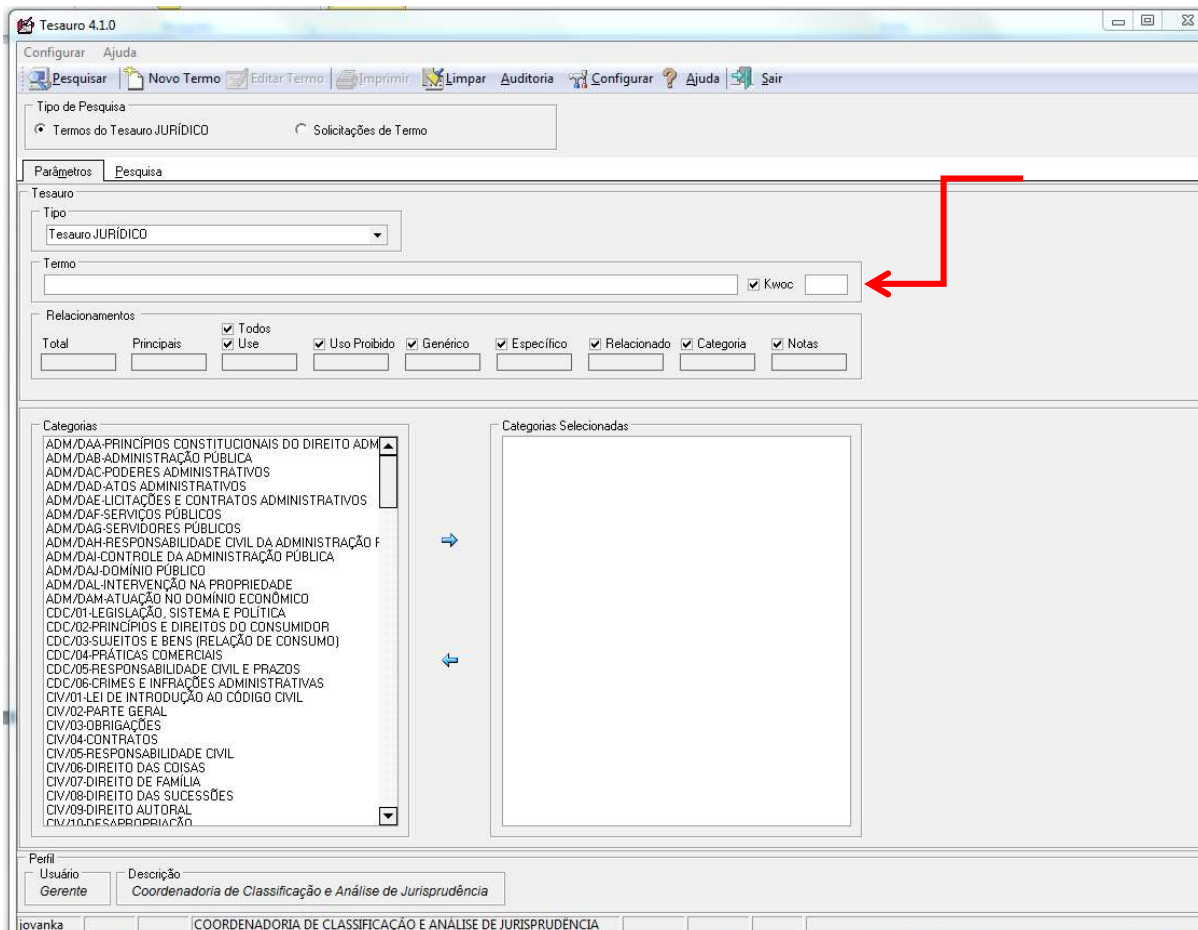 Tesauro 4.1.0
Configurar Ajuda
Pesquisar Novo Termo Editar Termo Imprimir Limpar Auditoria Configurar Ajuda Sair
Tipo de Pesquisa
Termos do Tesauro JURÍDICO Solicitações de Termo
Parâmetros Pesquisa
Tesauro
Tipo
Tesauro JURÍDICO
Termo
Kwoc
Relacionamentos
Todos
Total Principais Use Uso Proibido Genérico Específico Relacionado Categoria Notas
Categorias
ADM/DAA-PRINCÍPIOS CONSTITUCIONAIS DO DIREITO ADM
ADM/DAB-ADMINISTRAÇÃO PÚBLICA
ADM/DAC-PODERES ADMINISTRATIVOS
ADM/DAD-ATOS ADMINISTRATIVOS
ADM/DAE-LICITAÇÕES E CONTRATOS ADMINISTRATIVOS
ADM/DAF-SERVIÇOS PÚBLICOS
ADM/DAG-SERVIDORES PÚBLICOS
ADM/DAH-RESPONSABILIDADE CIVIL DA ADMINISTRAÇÃO F
ADM/DAI-CONTROLE DA ADMINISTRAÇÃO PÚBLICA
ADM/DAJ-DOMÍNIO PÚBLICO
ADM/DAL-INTERVENÇÃO NA PROPRIEDADE
ADM/DAM-ATUAÇÃO NO DOMÍNIO ECONÔMICO
CDC/01-LEGISLAÇÃO, SISTEMA E POLÍTICA
CDC/02-PRINCÍPIOS E DIREITOS DO CONSUMIDOR
CDC/03-SUJEITOS E BENS (RELAÇÃO DE CONSUMO)
CDC/04-PRÁTICAS COMERCIAIS
CDC/05-RESPONSABILIDADE CIVIL E PRAZOS
CDC/06-CRIMES E INFRAÇÕES ADMINISTRATIVAS
CIV/01-LEI DE INTRODUÇÃO AO CÓDIGO CIVIL
CIV/02-PARTE GERAL
CIV/03-OBRIGAÇÕES
CIV/04-CONTRATOS
CIV/05-RESPONSABILIDADE CIVIL
CIV/06-DIREITO DAS COISAS
CIV/07-DIREITO DE FAMÍLIA
CIV/08-DIREITO DAS SUCESSÕES
CIV/09-DIREITO AUTORAL
CIV/10-DESAPROPRIAÇÃO
Categorias Selecionadas
Perfil
Usuário Descrição
Gerente Coordenadoria de Classificação e Análise de Jurisprudência
jovanka COORDENADORIA DE CLASSIFICAÇÃO E ANÁLISE DE JURISPRUDÊNCIA